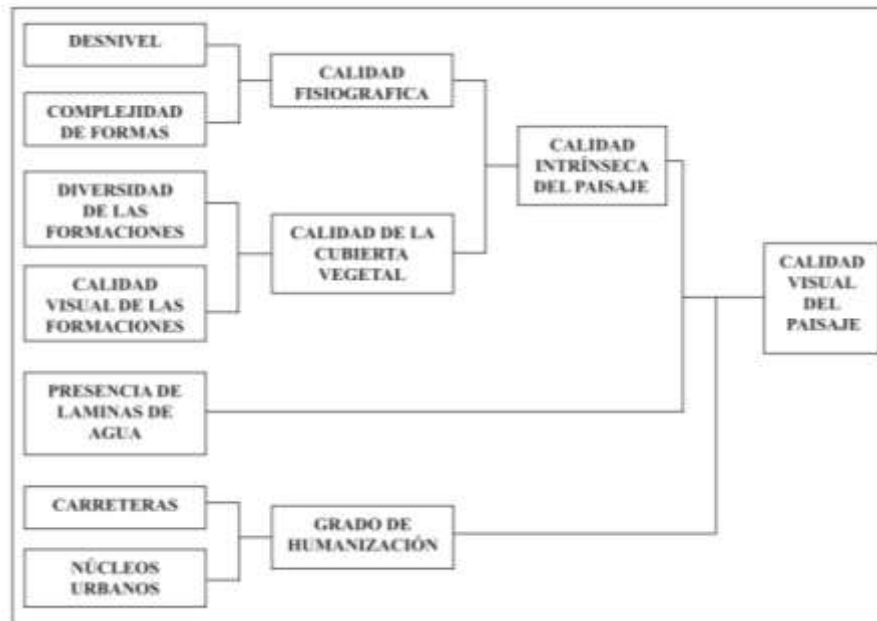 DESNIVEL
COMPLEJIDAD
DE FORMAS
DIVERSIDAD
DE LAS
FORMACIONES
CALIDAD
VISUAL DE LAS
FORMACIONES
PRESENCIA DE
LAMINAS DE
AGUA
CARRETERAS
NÚCLEOS
URBANOS
CALIDAD
FISIOGRAFICA
CALIDAD DE LA
CUBIERTA
VEGETAL
GRADO DE
HUMANIZACIÓN
CALIDAD
INTRÍNSECA
DEL PAISAJE
CALIDAD
VISUAL
DEL
PAISAJE